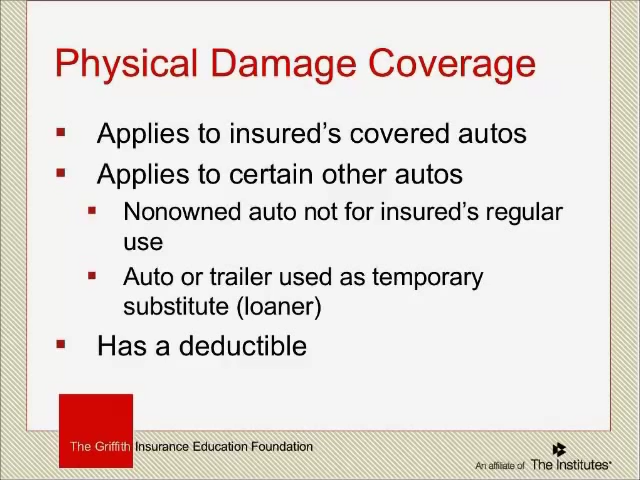 Physical Damage Coverage
▪ Applies to insured’s covered autos
▪ Applies to certain other autos
▪ Nonowned auto not for insured’s regular
use
▪ Auto or trailer used as temporary
substitute (loaner)
▪ Has a deductible
The Griffith Insurance Education Foundation
An affiliate of The Institutes